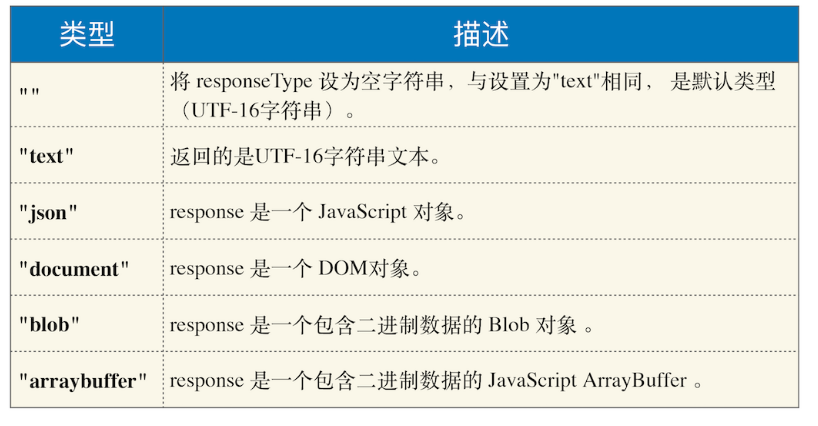 类型 描述
"" 将 responseType 设为空字符串，与设置为"text"相同， 是默认类型
（UTF-16字符串）。
"text" 返回的是UTF-16字符串文本。
"json" response 是一个 JavaScript 对象。
"document" response 是一个 DOM对象。
"blob" response 是一个包含二进制数据的 Blob 对象 。
"arraybuffer" response 是一个包含二进制数据的 JavaScript ArrayBuffer 。